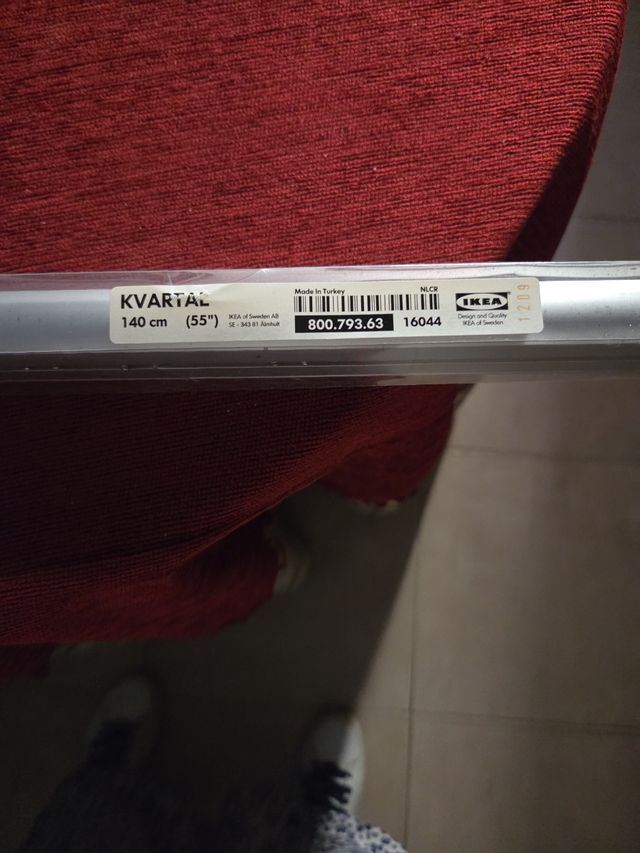 KVARTAL
140 cm (55")
IKEA of Sweden AB
SE - 343 81 Älmhult
Made In Turkey
NLCR
800.793.63
16044
IKEA
Design and Quality
IKEA of Sweden
1209